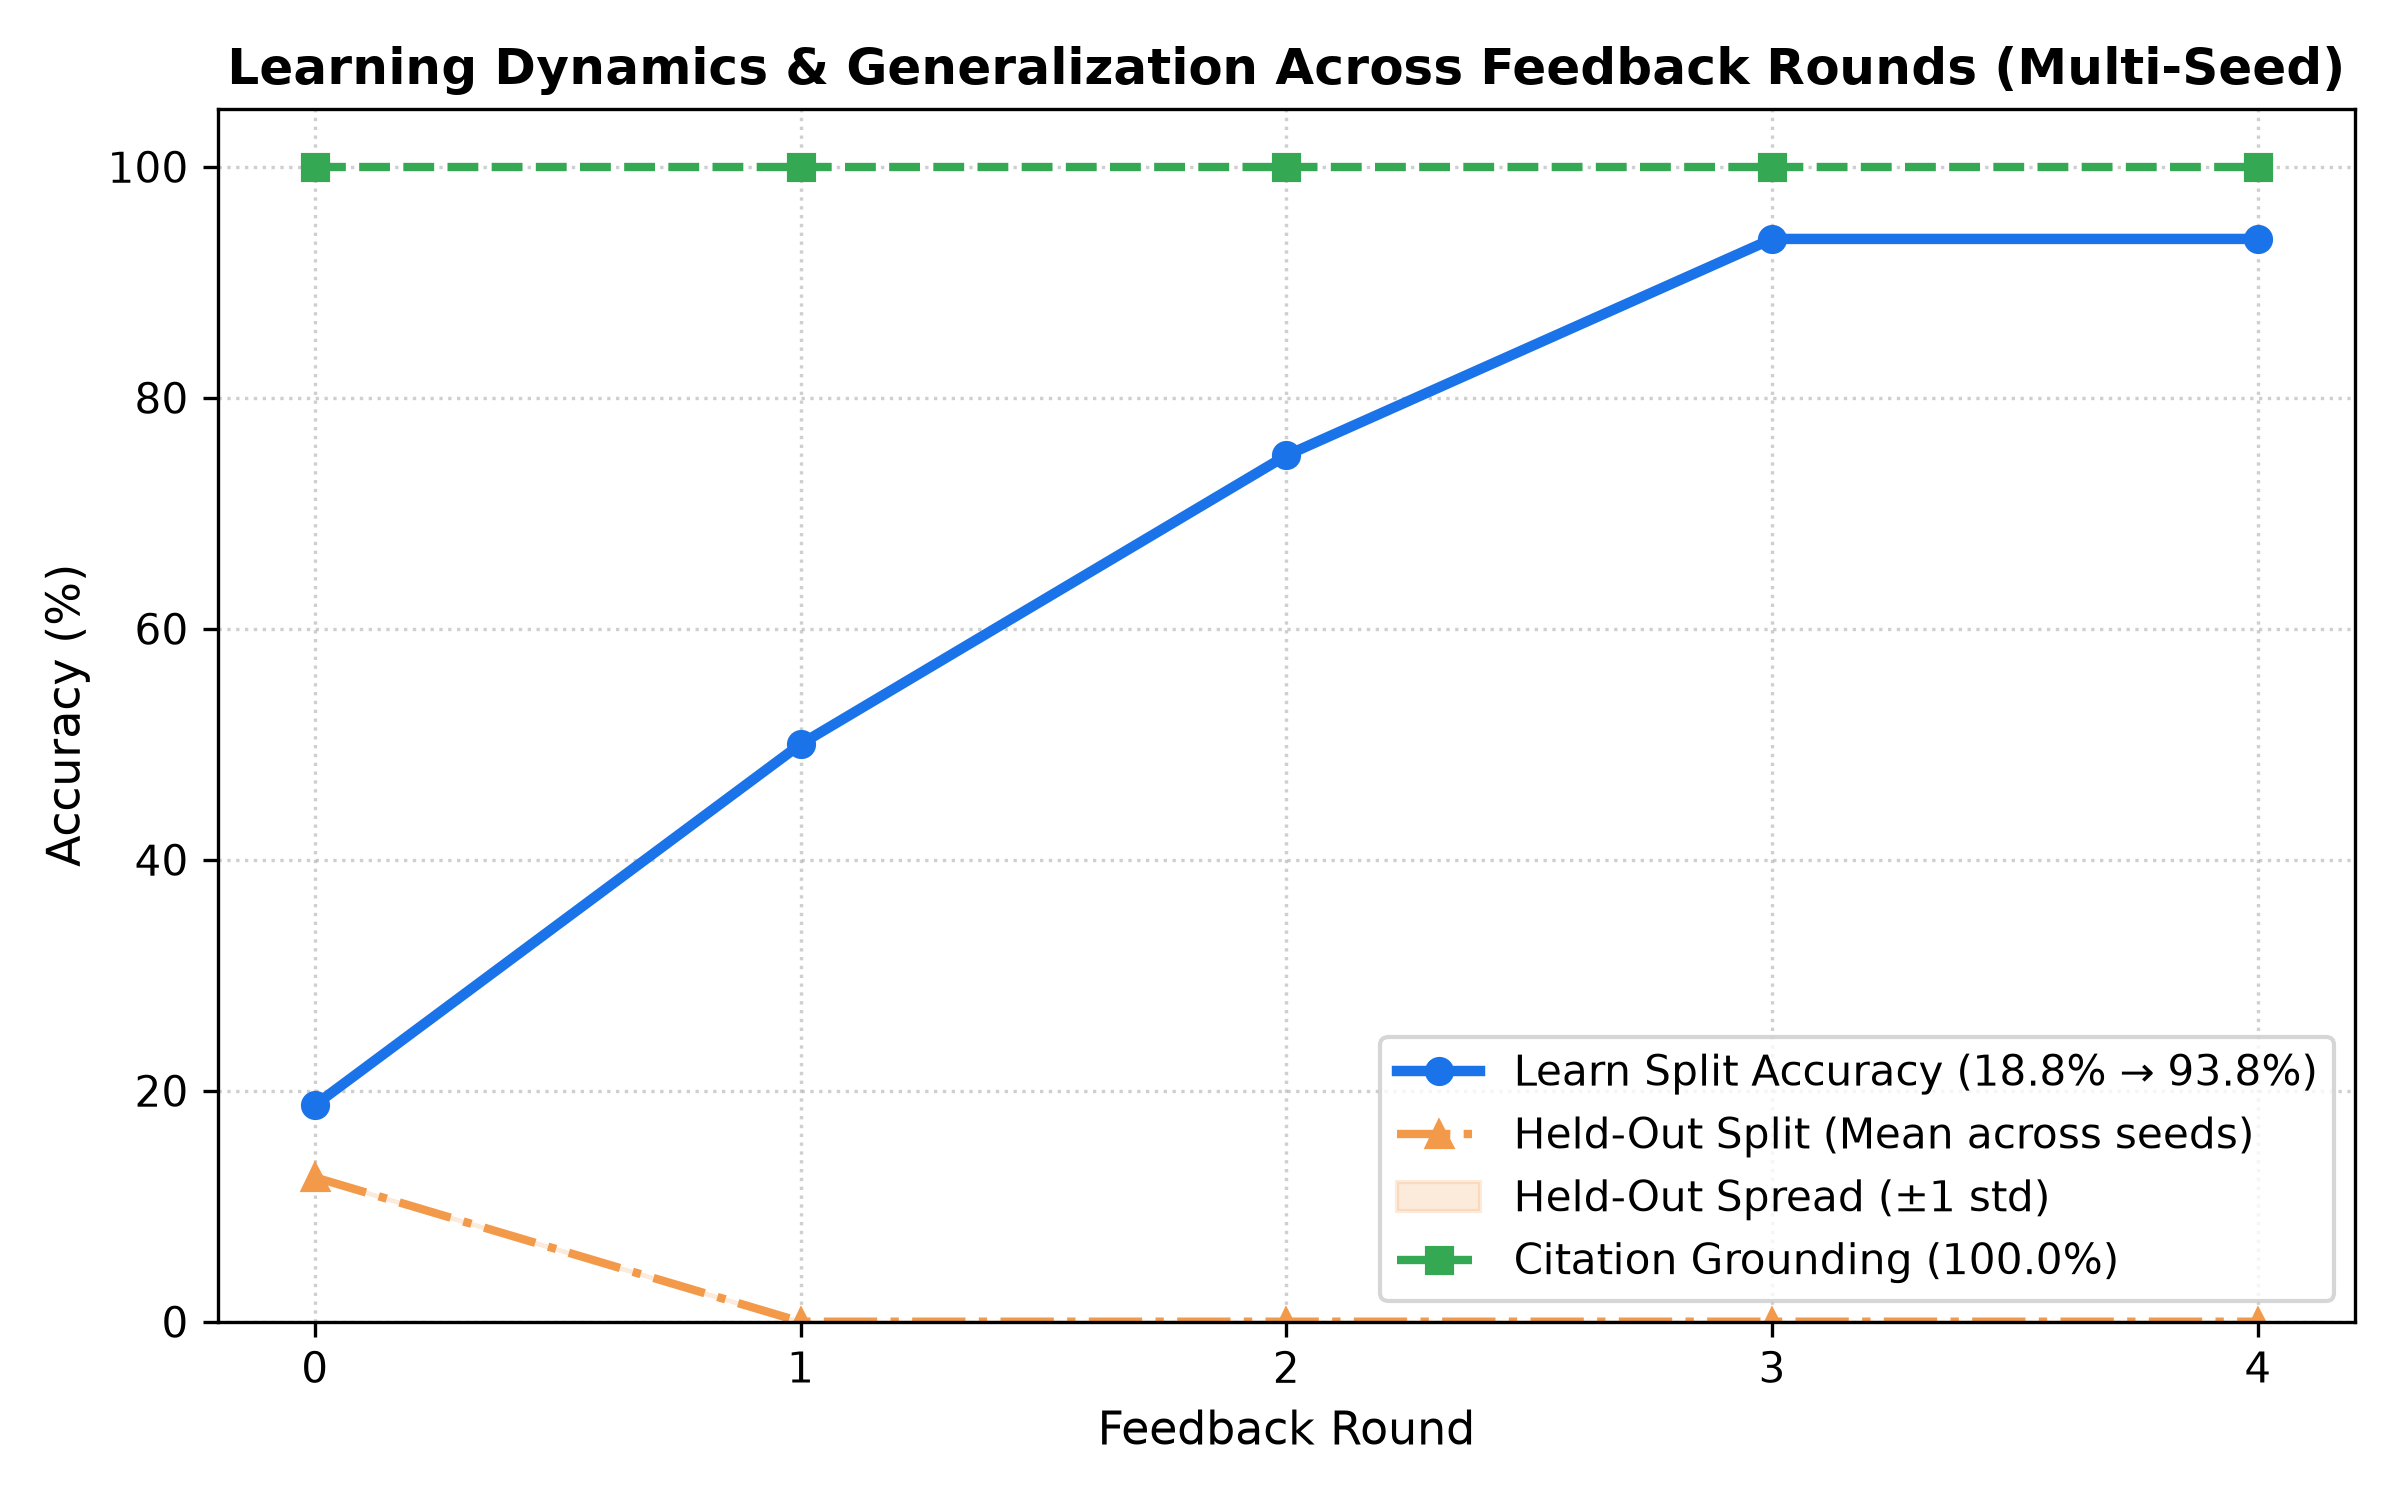 Learning Dynamics & Generalization Across Feedback Rounds (Multi-Seed)
Accuracy (%)
100
80
60
40
20
0
0 1 2 3 4
Feedback Round
Learn Split Accuracy (18.8% → 93.8%)
Held-Out Split (Mean across seeds)
Held-Out Spread (±1 std)
Citation Grounding (100.0%)